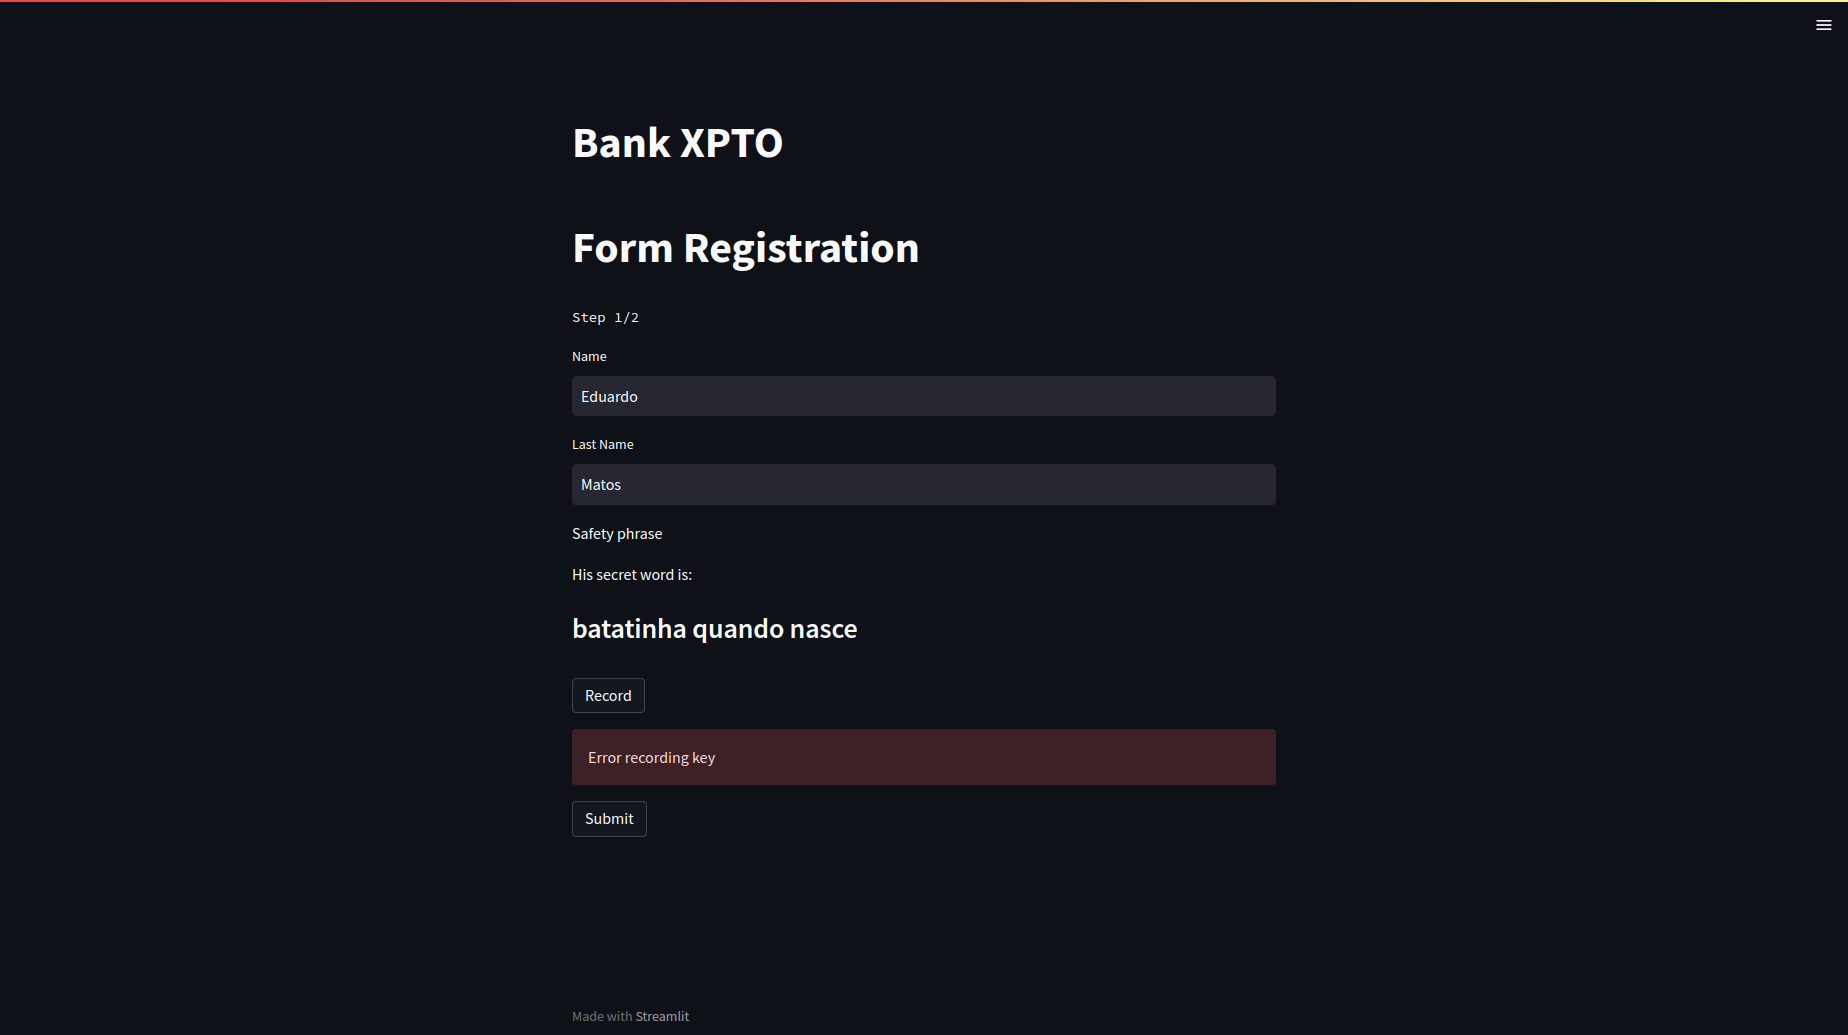 Bank XPTO
Form Registration
Step 1/2
Name
Eduardo
Last Name
Matos
Safety phrase
His secret word is:
batatinha quando nasce
Record
Error recording key
Submit
Made with Streamlit